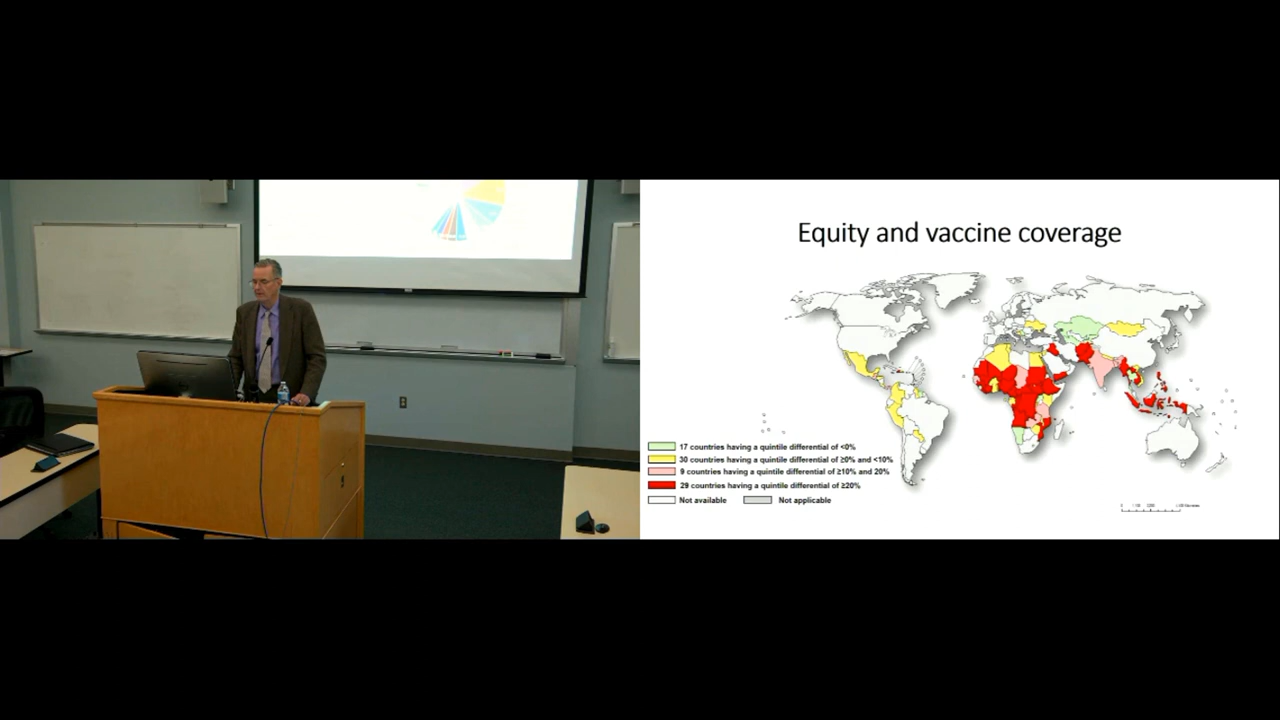 Equity and vaccine coverage
17 countries having a quintile differential of <0%
30 countries having a quintile differential of ≥0% and <10%
9 countries having a quintile differential of ≥10% and 20%
29 countries having a quintile differential of ≥20%
Not available Not applicable